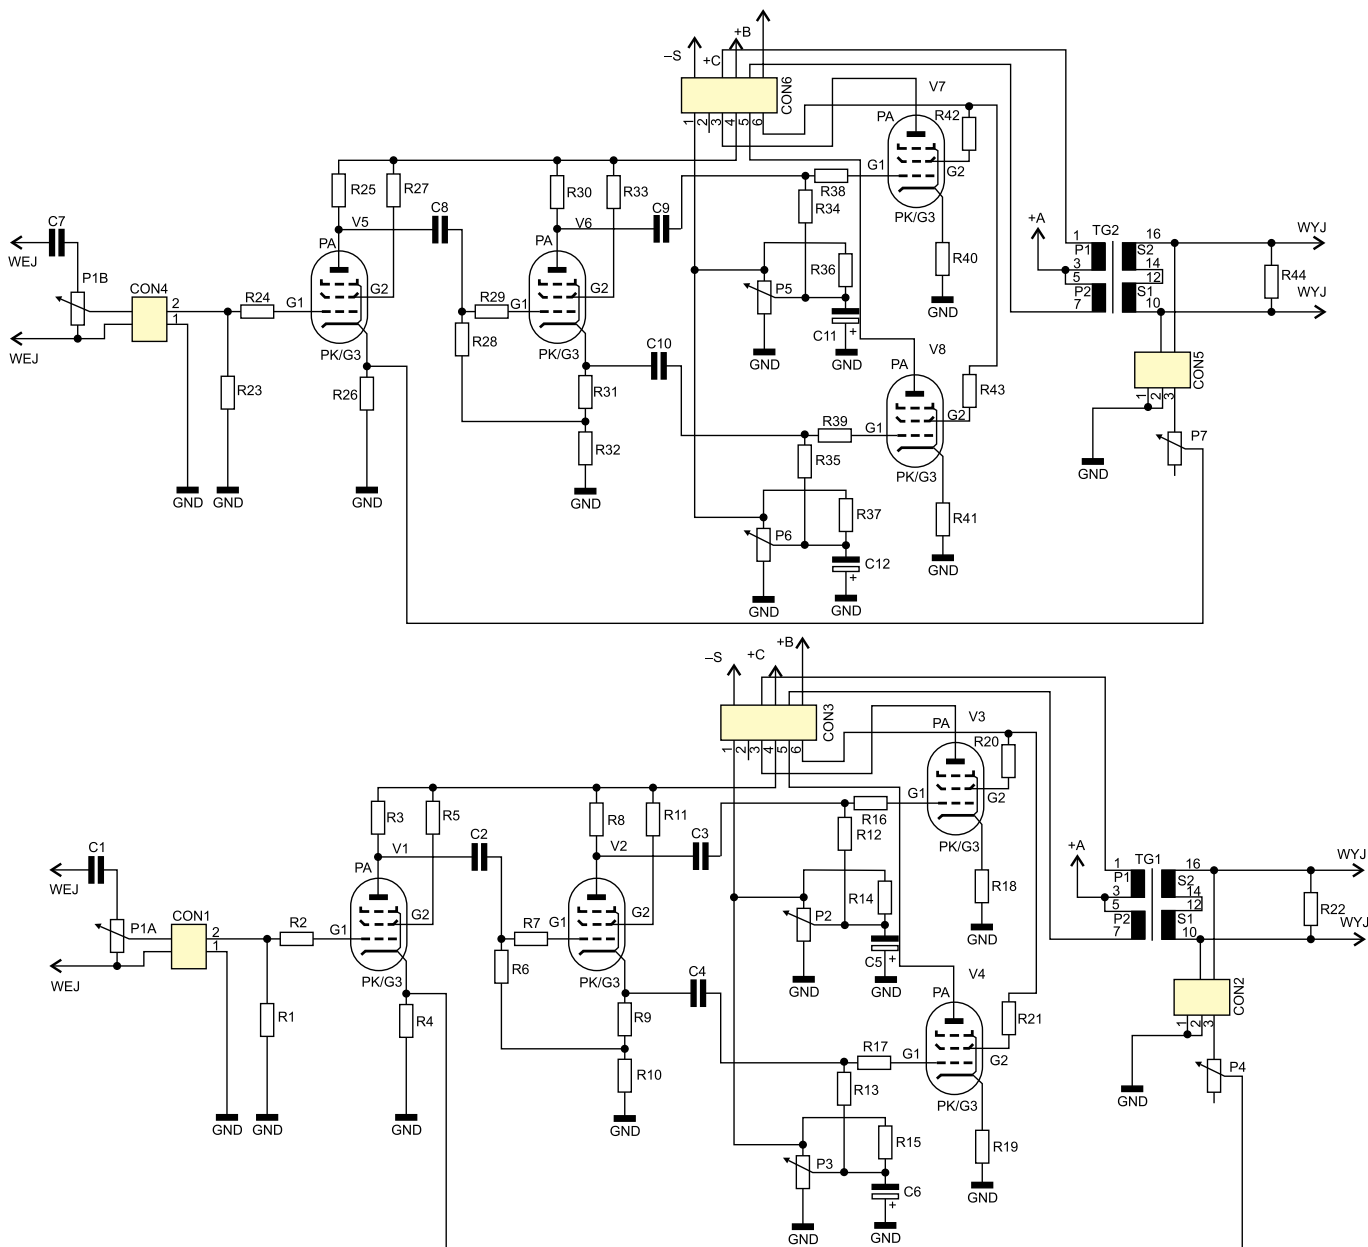 +B
–S
+C
CON6
1 2 3 4 5 6
V7
PA
R42
G1
G2
R38
R34
PK/G3
R25
R27
R30
R33
C9
V5
C8
V6
C7
WEJ
P1B
CON4
2
1
PA
G2
R24
G1
PK/G3
R29
G1
PA
G2
PK/G3
R28
R36
P5
C11
+
GND
GND
R40
GND
+A
1
P1
3
5
P2
7
TG2
16
S2
14
12
S1
10
WYJ
R44
WYJ
WEJ
R23
R26
C10
R31
R32
V8
PA
R43
R39
G1
G2
R35
PK/G3
CON5
1 2 3
P7
GND
GND
GND
GND
GND
R37
P6
C12
+
R41
GND
GND
GND
+B
–S
+C
CON3
1 2 3 4 5 6
V3
PA
R20
G1
G2
R16
R12
PK/G3
R3
R5
R8
R11
C3
V1
C2
V2
C1
WEJ
P1A
CON1
2
1
PA
G2
R2
G1
PK/G3
R7
G1
G2
PK/G3
R6
R14
P2
C5
+
GND
GND
R18
GND
+A
1
P1
3
5
P2
7
TG1
16
S2
14
12
S1
10
WYJ
R22
WYJ
WEJ
R1
R4
C4
R9
R10
V4
PA
R21
R17
G1
G2
R13
PK/G3
CON2
1 2 3
P4
GND
GND
GND
GND
GND
GND
R15
P3
C6
+
R19
GND
GND
GND